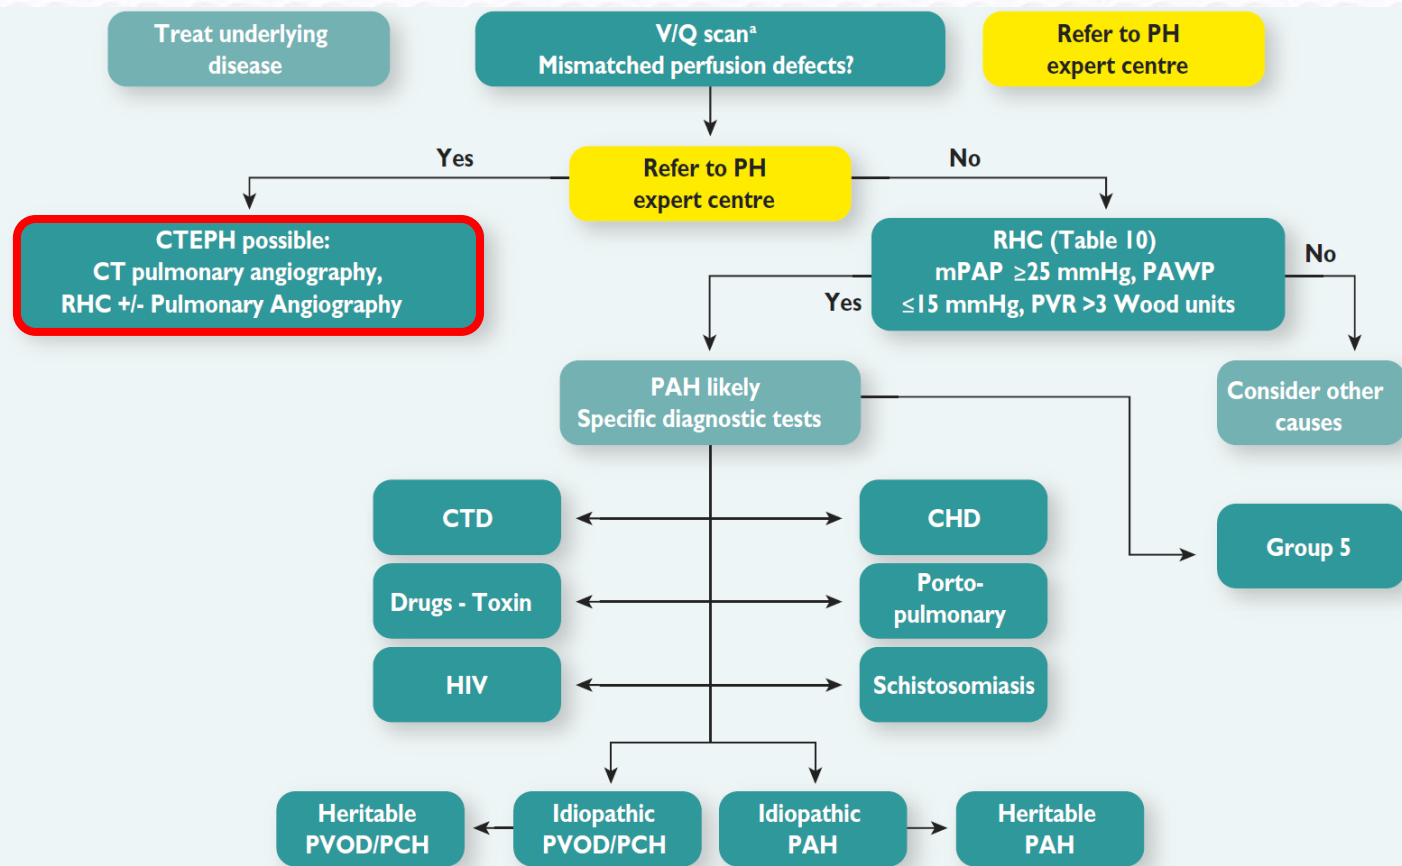 Treat underlying
disease
V/Q scanª
Mismatched perfusion defects?
Refer to PH
expert centre
Yes
Refer to PH
expert centre
No
CTEPH possible:
CT pulmonary angiography,
RHC +/- Pulmonary Angiography
RHC (Table 10)
mPAP ≥25 mmHg, PAWP
≤15 mmHg, PVR >3 Wood units
No
Yes
PAH likely
Specific diagnostic tests
Consider other
causes
CTD
CHD
Group 5
Drugs - Toxin
Porto-
pulmonary
HIV
Schistosomiasis
Heritable
PVOD/PCH
Idiopathic
PVOD/PCH
Idiopathic
PAH
Heritable
PAH